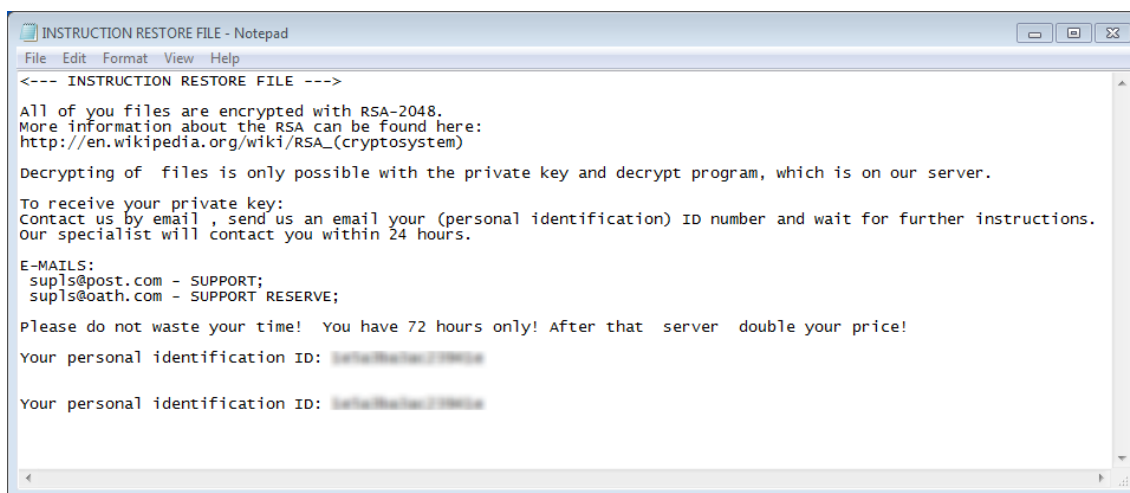 INSTRUCTION RESTORE FILE - Notepad
File Edit Format View Help
<--- INSTRUCTION RESTORE FILE --->
All of you files are encrypted with RSA-2048.
More information about the RSA can be found here:
http://en.wikipedia.org/wiki/RSA_(cryptosystem)
Decrypting of  files is only possible with the private key and decrypt program, which is on our server.
To receive your private key:
Contact us by email , send us an email your (personal identification) ID number and wait for further instructions.
Our specialist will contact you within 24 hours.
E-MAILS:
supls@post.com - SUPPORT;
supls@oath.com - SUPPORT RESERVE;
Please do not waste your time!  You have 72 hours only! After that  server  double your price!
Your personal identification ID:
Your personal identification ID: